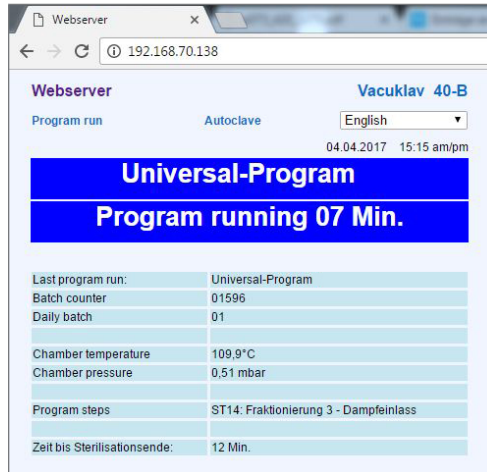 Webserver
192.168.70.138
Webserver Vacuklav 40-B
Program run Autoclave English
04.04.2017 15:15 am/pm
Universal-Program
Program running 07 Min.
Last program run: Universal-Program
Batch counter 01596
Daily batch 01
Chamber temperature 109,9°C
Chamber pressure 0,51 mbar
Program steps ST14: Fraktionierung 3 - Dampfeinlass
Zeit bis Sterilisationsende: 12 Min.